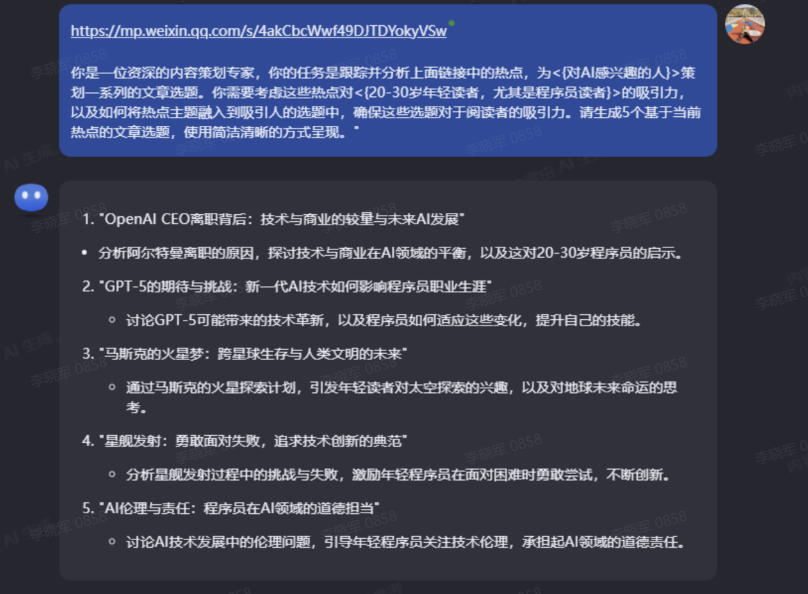 https://mp.weixin.qq.com/s/4akCbcWwf49DJTDYokyVSw
你是一位资深的内容策划专家，你的任务是跟踪并分析上面链接中的热点，为<{对AI感兴趣的人}>策
划一系列的文章选题。你需要考虑这些热点对<{20-30岁年轻读者，尤其是程序员读者}>的吸引力，
以及如何将热点主题融入到吸引人的选题中，确保这些选题对于阅读者的吸引力。请生成5个基于当前
热点的文章选题，使用简洁清晰的方式呈现。"
1. "OpenAI CEO离职背后：技术与商业的较量与未来AI发展"
• 分析阿尔特曼离职的原因，探讨技术与商业在AI领域的平衡，以及这对20-30岁程序员的启示。
2. "GPT-5的期待与挑战：新一代AI技术如何影响程序员职业生涯"
○ 讨论GPT-5可能带来的技术革新，以及程序员如何适应这些变化，提升自己的技能。
3. "马斯克的火星梦：跨星球生存与人类文明的未来"
○ 通过马斯克的火星探索计划，引发年轻读者对太空探索的兴趣，以及对地球未来命运的思
考。
4. "星舰发射：勇敢面对失败，追求技术创新的典范"
○ 分析星舰发射过程中的挑战与失败，激励年轻程序员在面对困难时勇敢尝试，不断创新。
5. "AI伦理与责任：程序员在AI领域的道德担当"
○ 讨论AI技术发展中的伦理问题，引导年轻程序员关注技术伦理，承担起AI领域的道德责任。
李晓军 0858